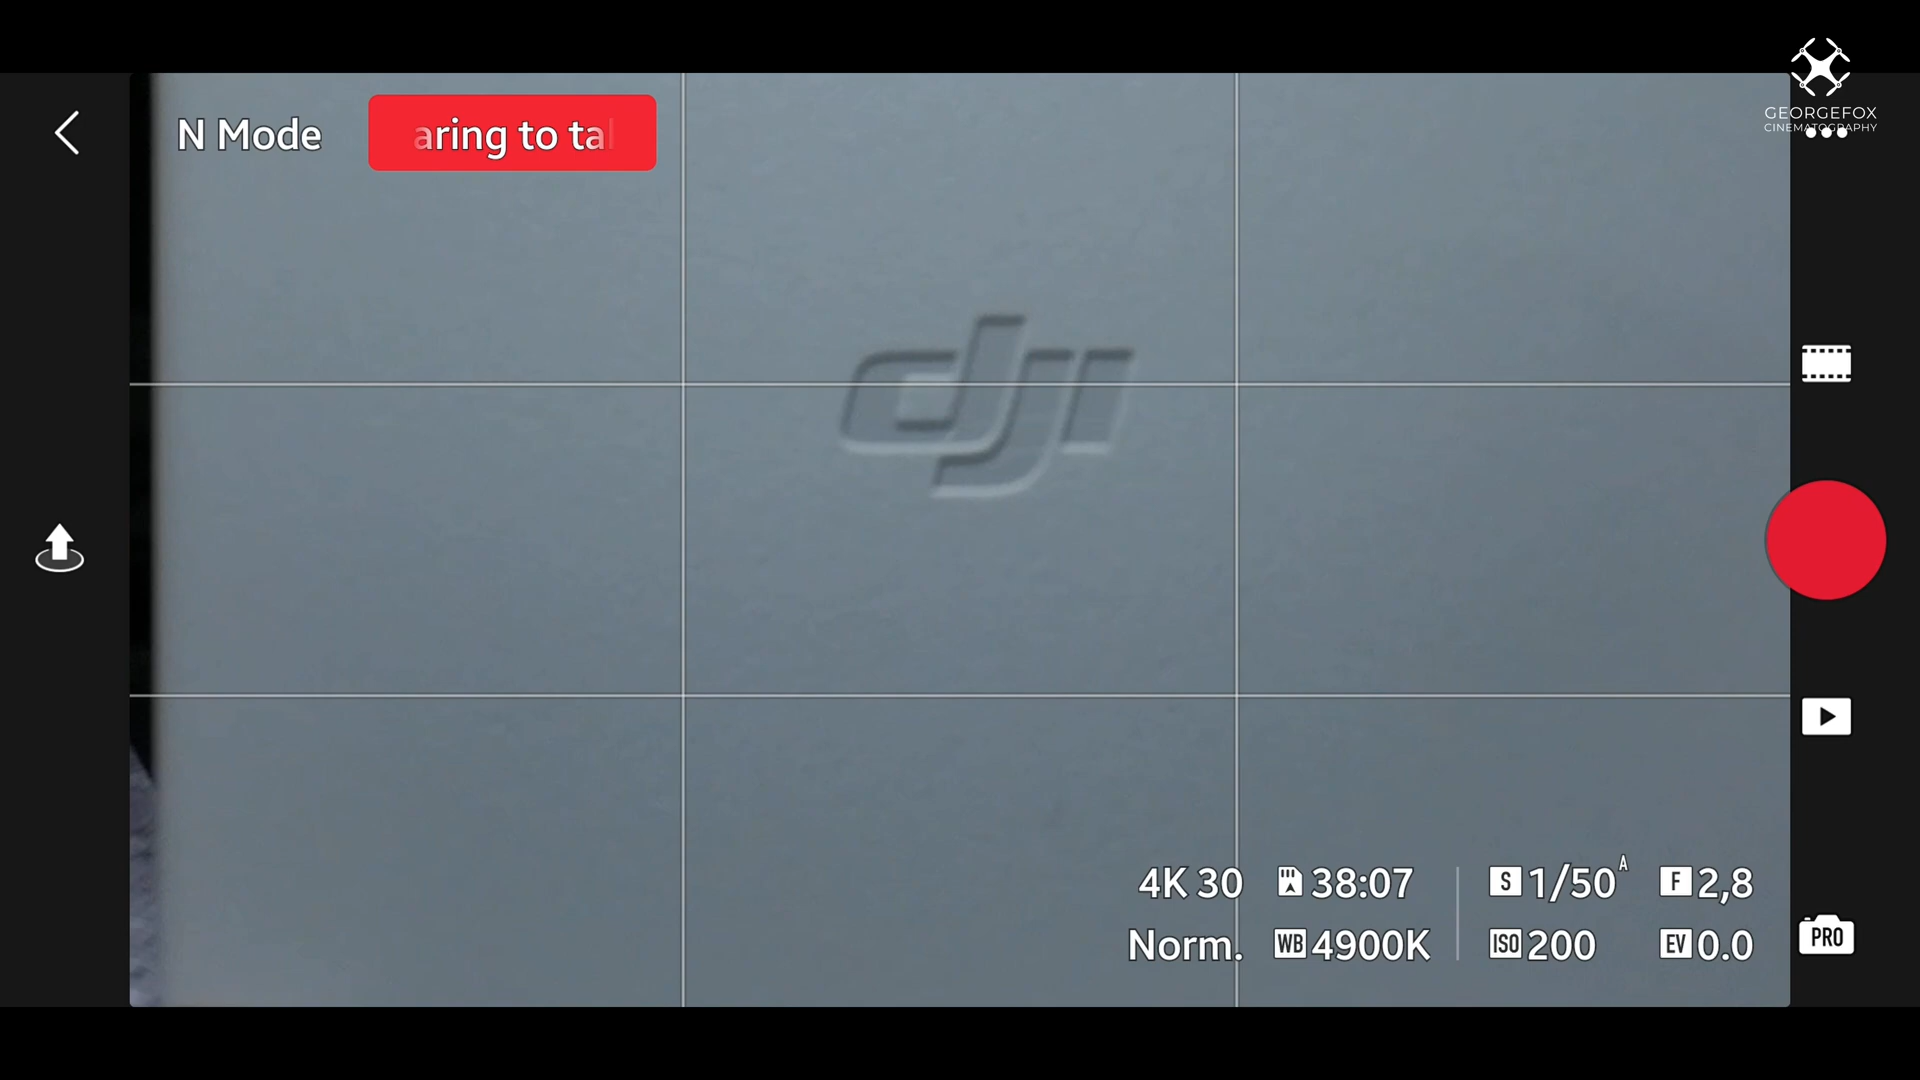 N Mode
aring to ta
GEORGEFOX
CINEMATOGRAPHY
dji
4K 30
38:07
S 1/50 A
F 2,8
Norm.
WB 4900K
ISO 200
EV 0.0
PRO